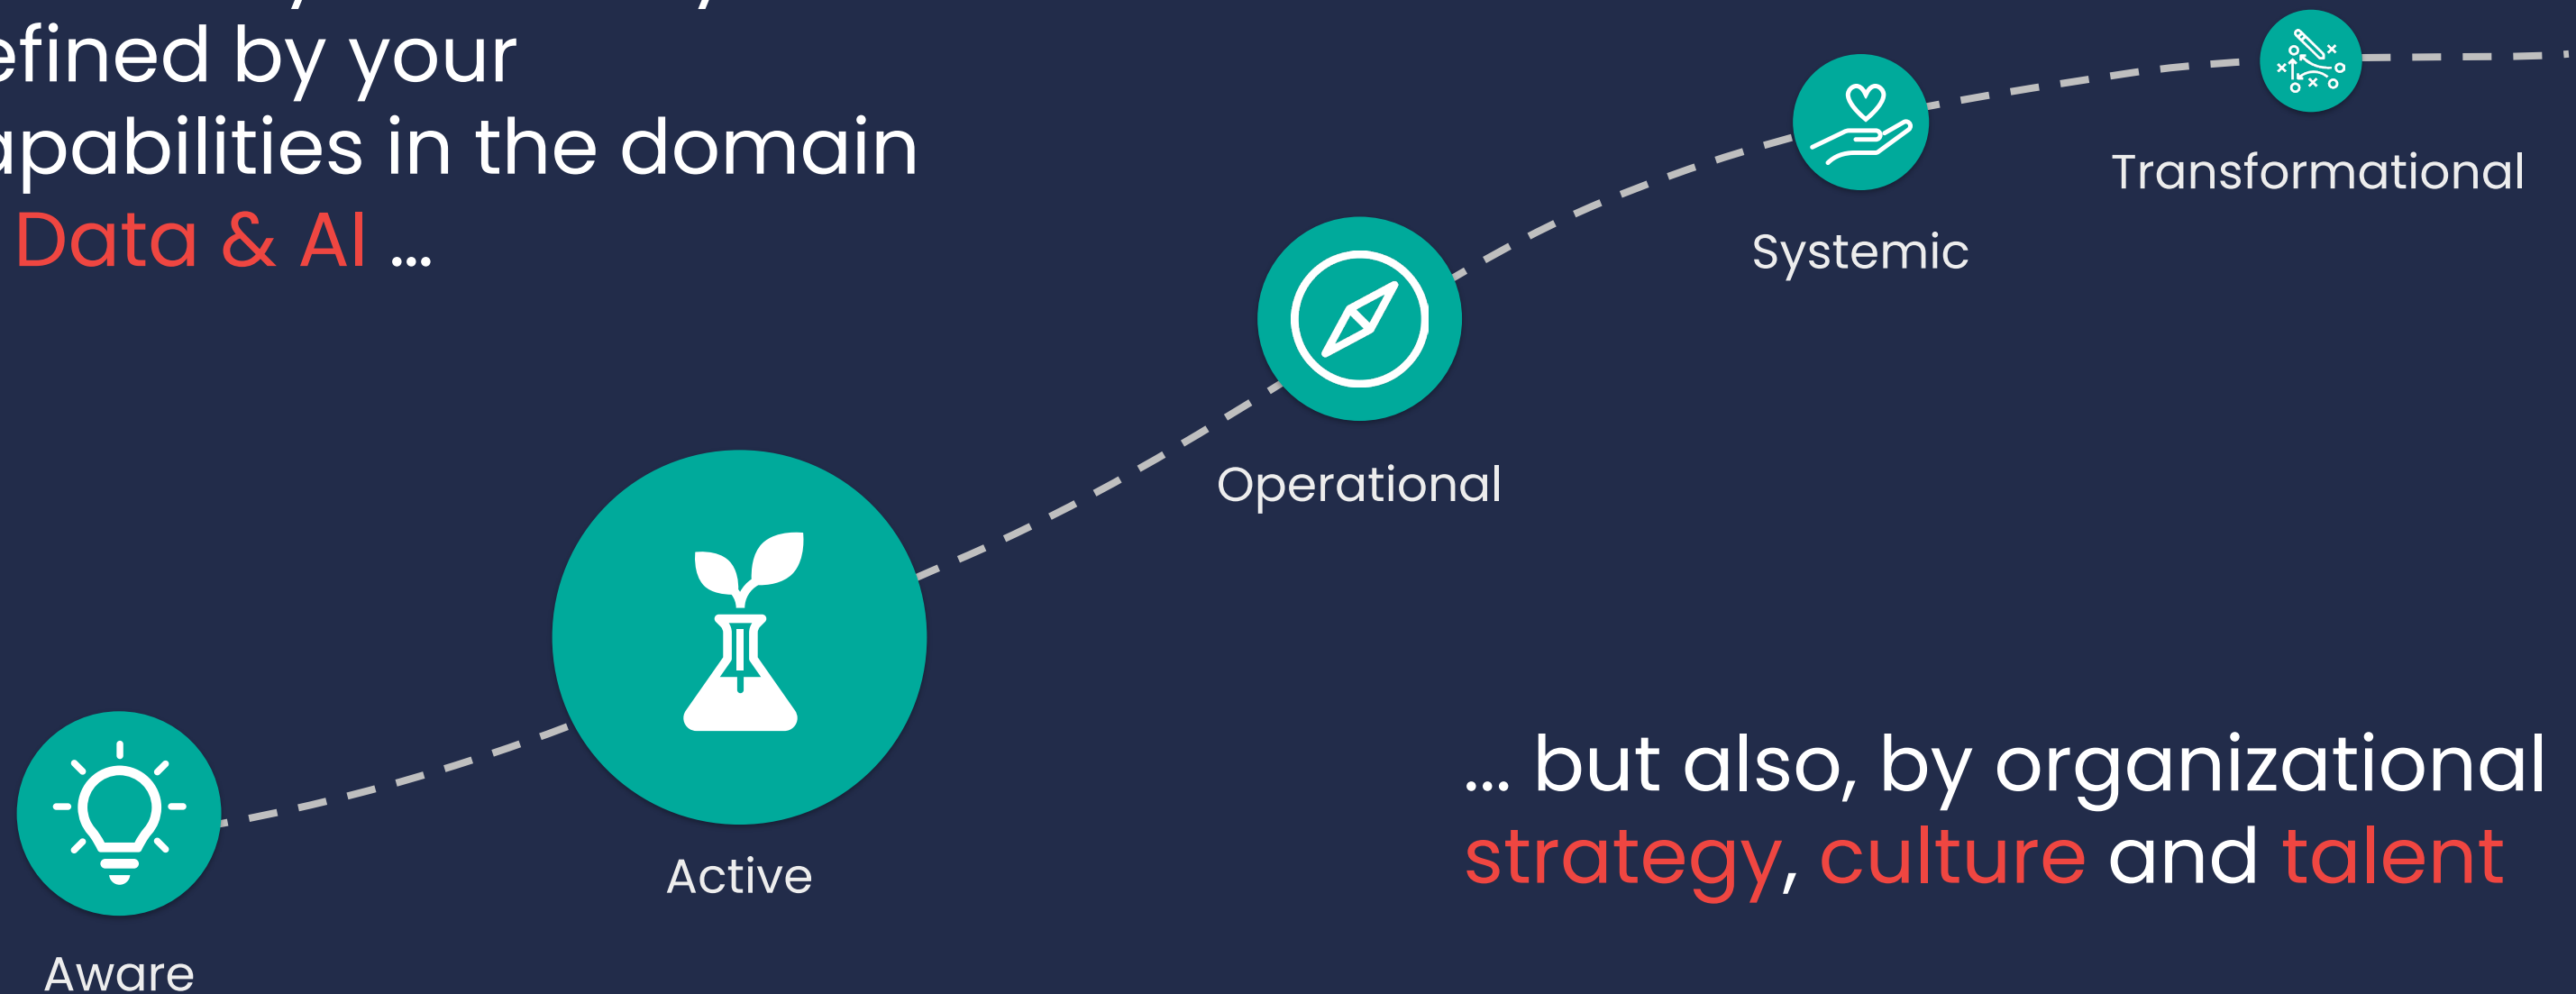 efined by your
apabilities in the domain
Data & AI ...
Transformational
Systemic
Operational
Active
Aware
... but also, by organizational
strategy, culture and talent